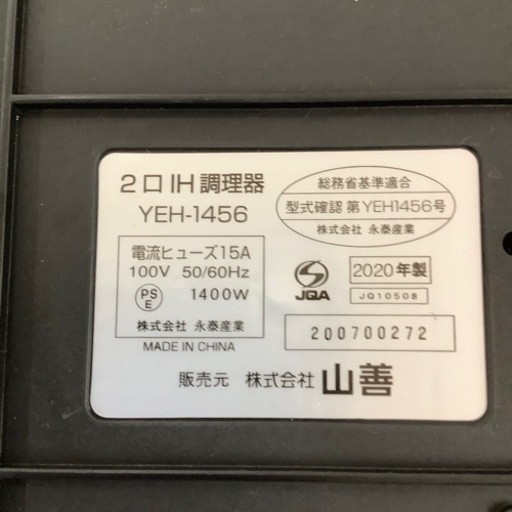 2口IH調理器
YEH-1456
総務省基準適合
型式確認 第YEH1456号
株式会社 永泰産業
電流ヒューズ15A
100V 50/60Hz
PS
E
1400W
株式会社 永泰産業
MADE IN CHINA
JQA
2020年製
JQ1050B
200700272
販売元 株式会社 山善